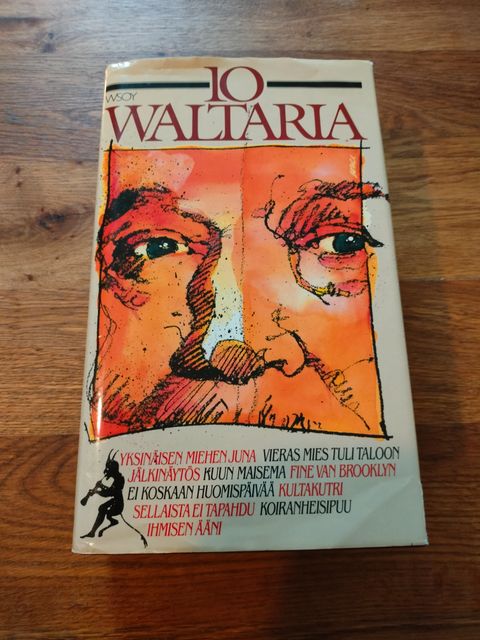 WSOY
10
WALTARIA
YKSINÄISEN MIEHEN JUNA VIERAS MIES TULI TALOON
JÄLKINÄYTÖS KUUN MAISEMA FINE VAN BROOKLYN
EI KOSKAAN HUOMISPÄIVÄÄ KULTAKUTRI
SELLAISTA EI TAPAHDU KOIRANHEISIPUU
IHMISEN ÄÄNI